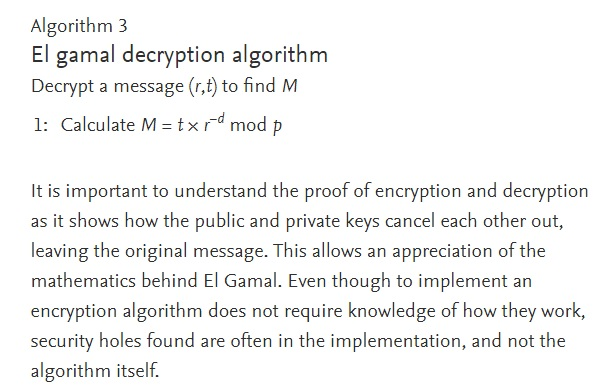 Algorithm 3
El gamal decryption algorithm
Decrypt a message (r,t) to find M
1: Calculate M = t × r⁻ᵈ mod p
It is important to understand the proof of encryption and decryption
as it shows how the public and private keys cancel each other out,
leaving the original message. This allows an appreciation of the
mathematics behind El Gamal. Even though to implement an
encryption algorithm does not require knowledge of how they work,
security holes found are often in the implementation, and not the
algorithm itself.